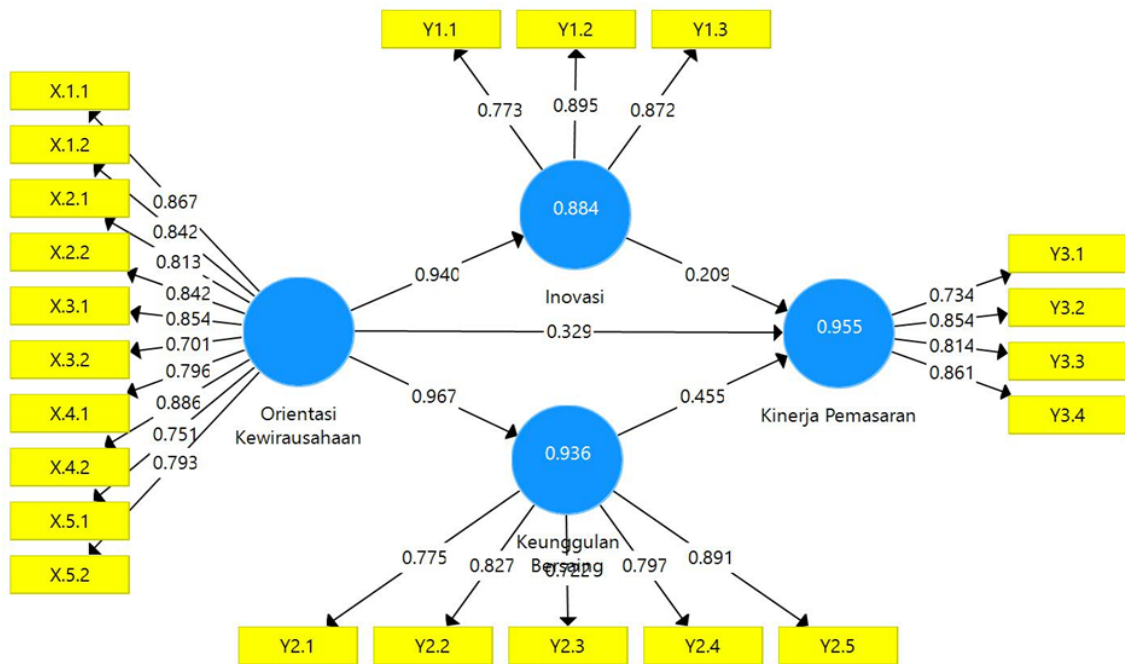 Y1.1
Y1.2
Y1.3
0.773
0.895
0.872
X.1.1
X.1.2
X.2.1
X.2.2
X.3.1
X.3.2
X.4.1
X.4.2
X.5.1
X.5.2
0.867
0.842
0.813
0.842
0.854
0.701
0.796
0.886
0.751
0.793
Orientasi
Kewirausahaan
0.940
0.329
0.967
0.884
Inovasi
0.209
0.936
Keunggulan
Bersaing
0.455
0.955
Kinerja Pemasaran
0.734
0.854
0.814
0.861
Y3.1
Y3.2
Y3.3
Y3.4
0.775
0.827
0.722
0.797
0.891
Y2.1
Y2.2
Y2.3
Y2.4
Y2.5